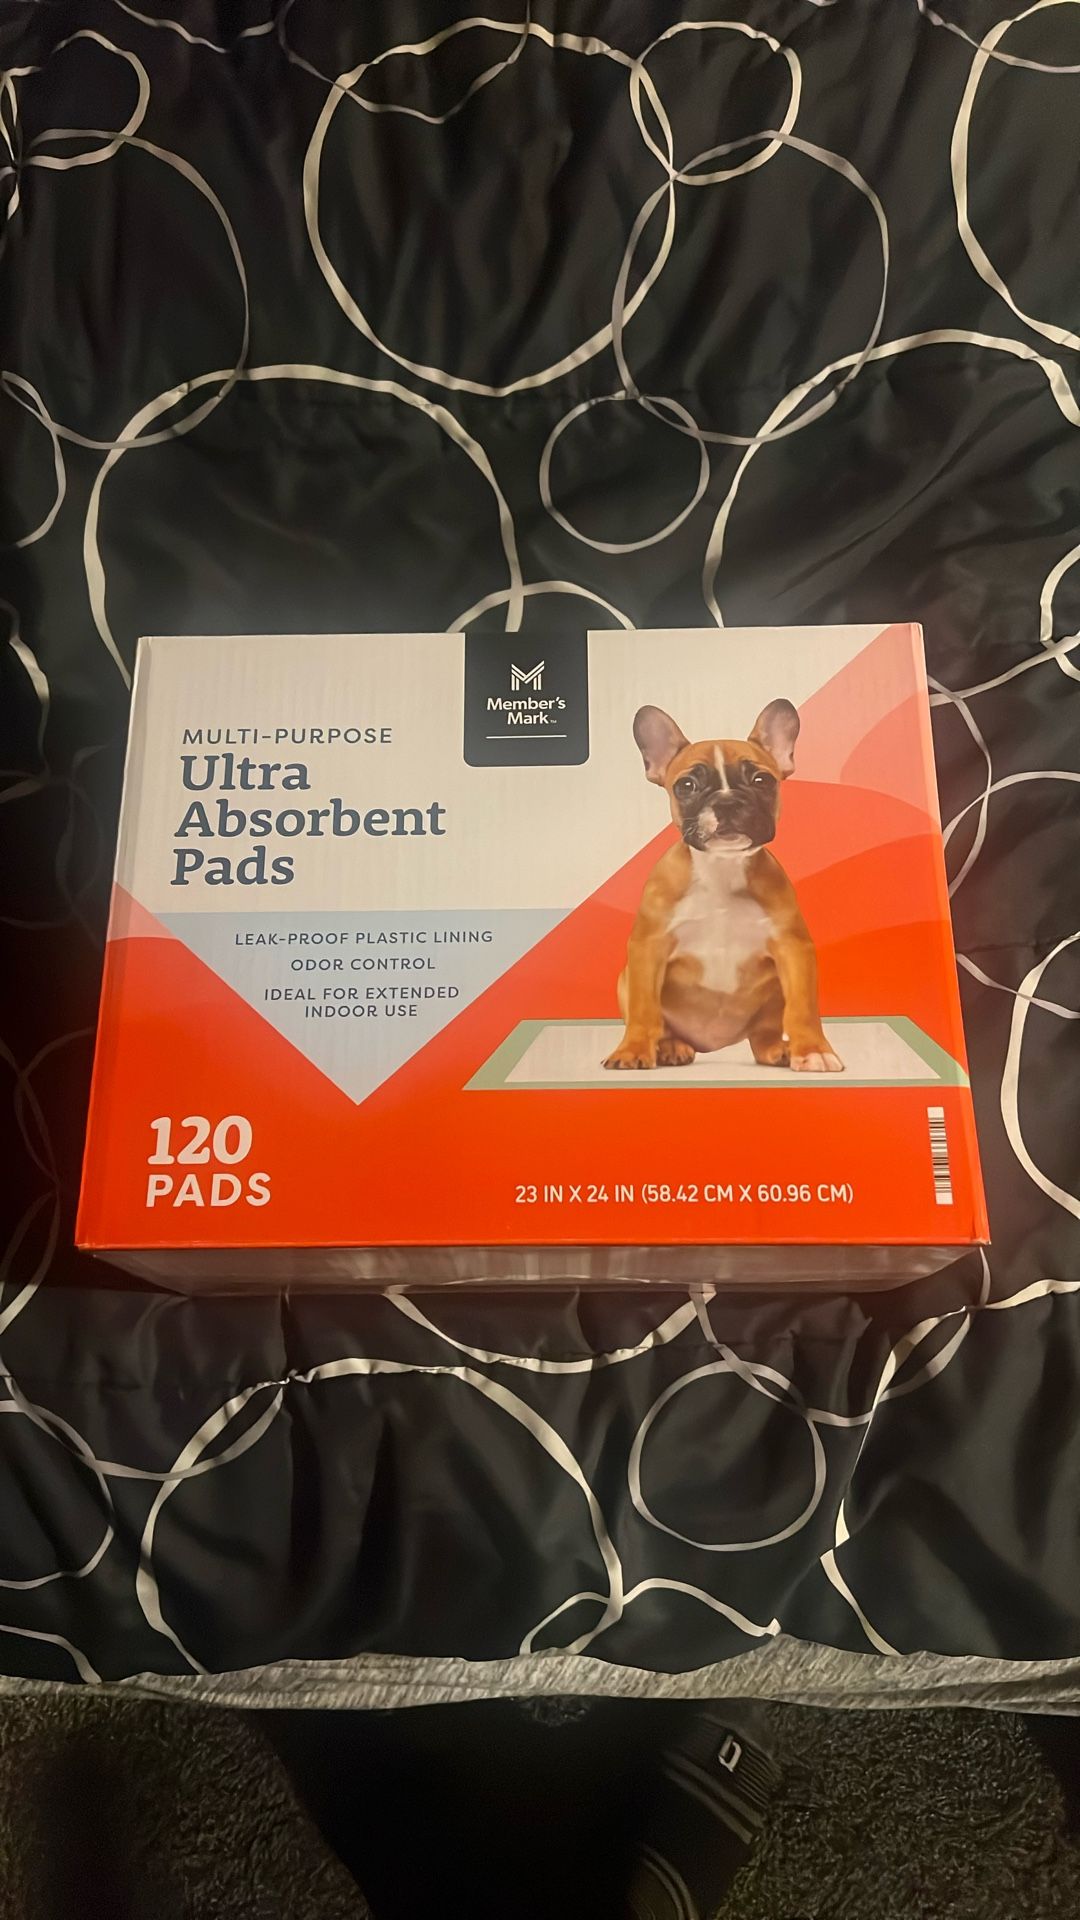 Member's
Mark™
MULTI-PURPOSE
Ultra
Absorbent
Pads
LEAK-PROOF PLASTIC LINING
ODOR CONTROL
IDEAL FOR EXTENDED
INDOOR USE
120
PADS
23 IN X 24 IN (58.42 CM X 60.96 CM)